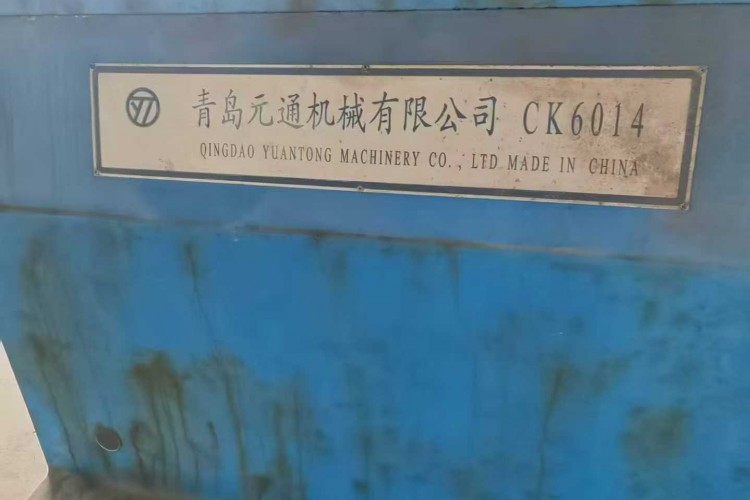 青岛元通机械有限公司 CK6014
QINGDAO YUANTONG MACHINERY CO.,LTD MADE IN CHINA